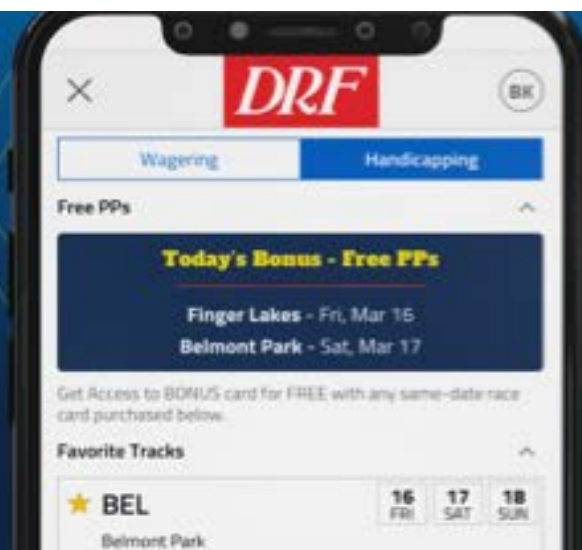 DRF
BK
Wagering Handicapping
Free PPs
Today's Bonus - Free PPs
Finger Lakes - Fri, Mar 16
Belmont Park - Sat, Mar 17
Get Access to BONUS card for FREE with any same-date race
card purchased below.
Favorite Tracks
BEL 16 17 18
FRI SAT SUN
Belmont Park